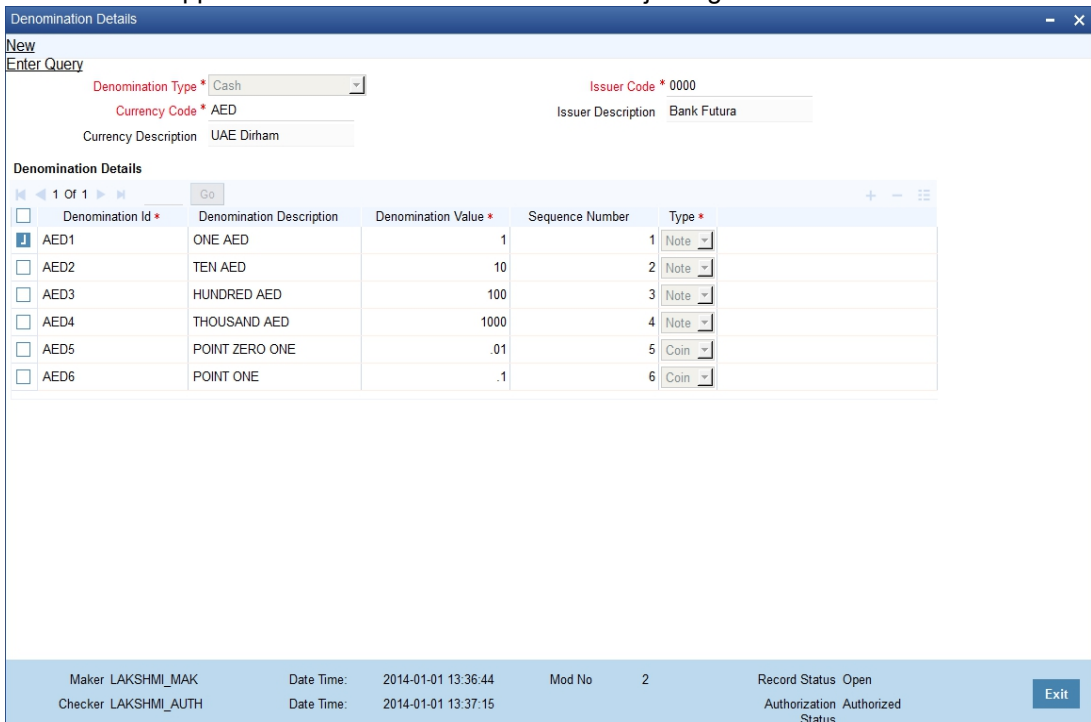 Denomination Details
New
Enter Query
Denomination Type * Cash
Issuer Code * 0000
Currency Code * AED
Issuer Description Bank Futura
Currency Description UAE Dirham
Denomination Details
1 Of 1 Go
Denomination Id * Denomination Description Denomination Value * Sequence Number Type *
AED1 ONE AED 1 1 Note
AED2 TEN AED 10 2 Note
AED3 HUNDRED AED 100 3 Note
AED4 THOUSAND AED 1000 4 Note
AED5 POINT ZERO ONE .01 5 Coin
AED6 POINT ONE .1 6 Coin
Maker LAKSHMI_MAK Date Time: 2014-01-01 13:36:44 Mod No 2 Record Status Open
Checker LAKSHMI_AUTH Date Time: 2014-01-01 13:37:15 Authorization Status Authorized
Exit